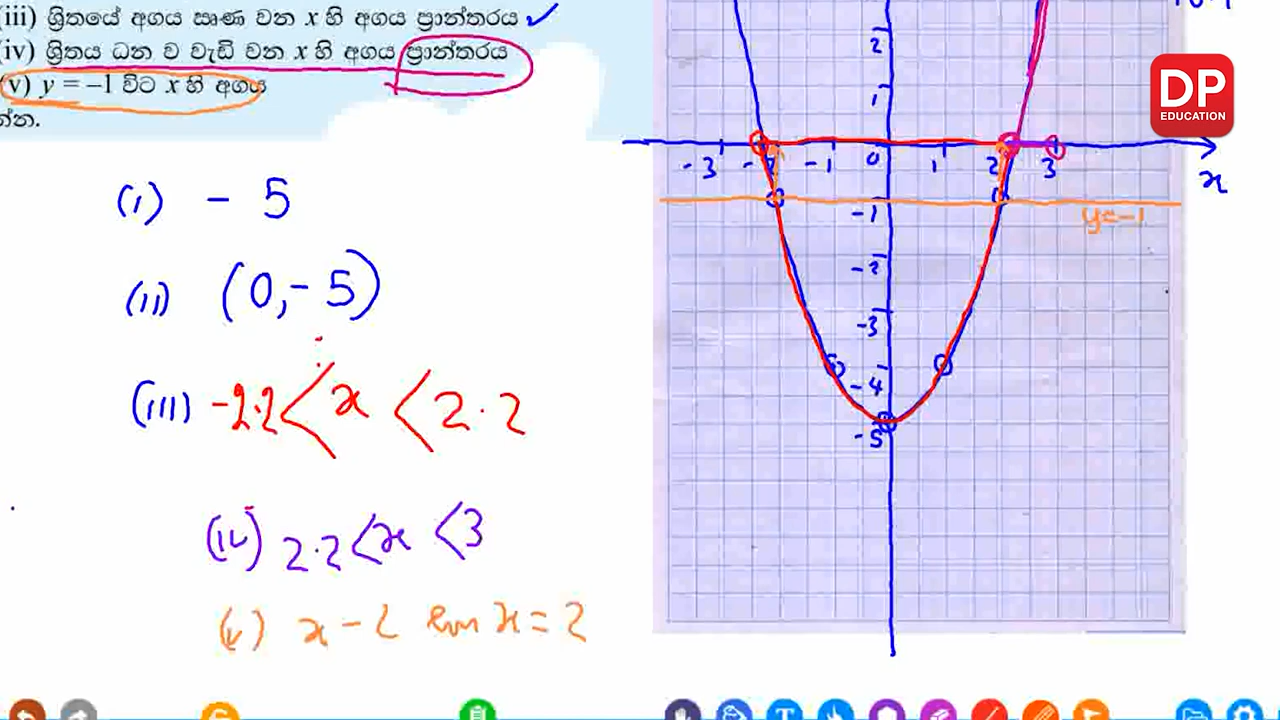 (iii) ශ්‍රිතයේ අගය ඍණ වන x හි අගය ප්‍රාන්තරය
(iv) ශ්‍රිතය ධන ව වැඩි වන x හි අගය ප්‍රාන්තරය
(v) y = −1 විට x හි අගය
න්න.
DP
EDUCATION
2
1
-3 -2 -1 0 1 2 3
x
-1
y=-1
-2
-3
-4
-5
(i) - 5
(ii) (0,- 5)
(iii) -2.2 < x < 2.2
(iv) 2.2 < x < 3
(v) x - 2 x = 2